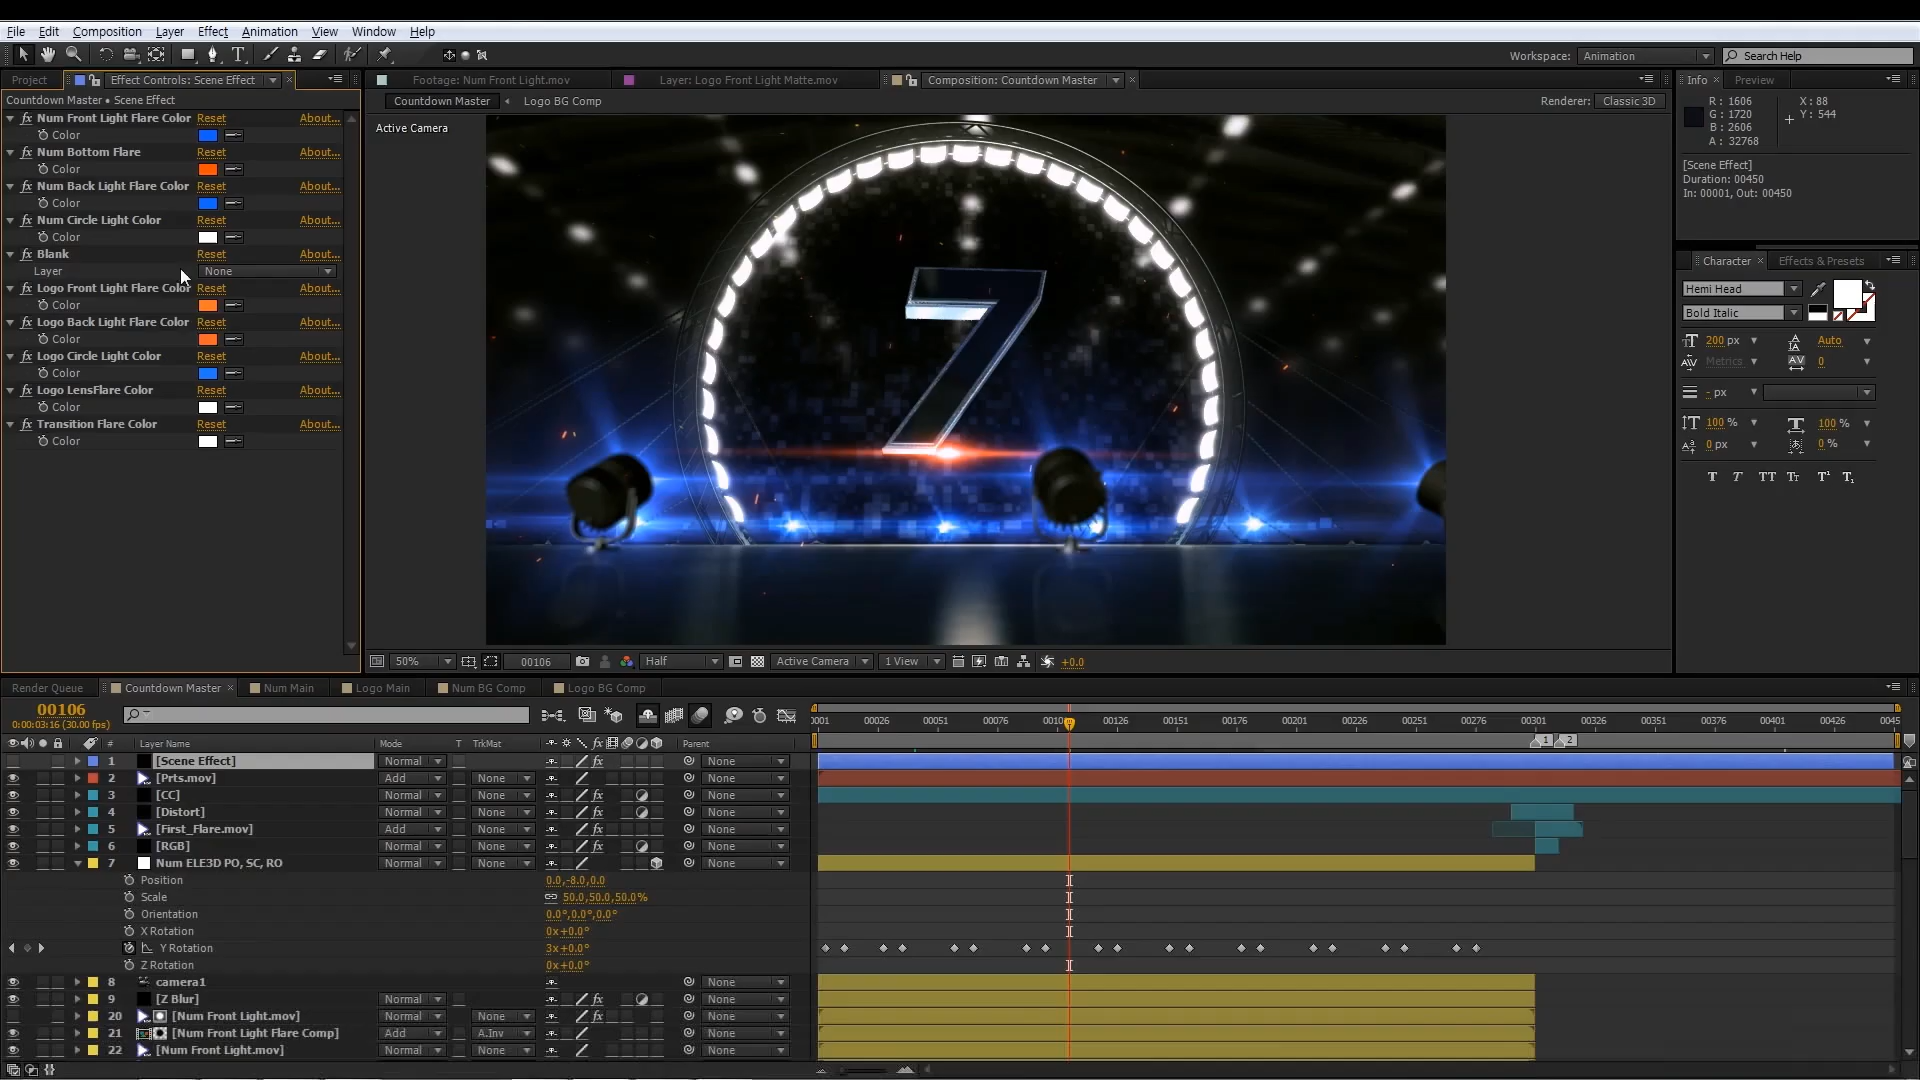 File Edit Composition Layer Effect Animation View Window Help
Workspace: Animation Search Help
Project Effect Controls: Scene Effect Footage: Num Front Light.mov Layer: Logo Front Light Matte.mov Composition: Countdown Master Info Preview
Countdown Master • Scene Effect
Countdown Master Logo BG Comp Renderer: Classic 3D
Active Camera
Num Front Light Flare Color Reset About...
Color
Num Bottom Flare Reset About...
Color
Num Back Light Flare Color Reset About...
Color
Num Circle Light Color Reset About...
Color
Blank Reset About...
Layer None
Logo Front Light Flare Color Reset About...
Color
Logo Back Light Flare Color Reset About...
Color
Logo Circle Light Color Reset About...
Color
Logo LensFlare Color Reset About...
Color
Transition Flare Color Reset About...
Color
7
R: 1606 X: 88
G: 1720 Y: 544
B: 2606
A: 32768
[Scene Effect]
Duration: 00450
In: 00001, Out: 00450
Character Effects & Presets
Hemi Head
Bold Italic
200 px Auto
Metrics 0
- px
100 % 100 %
0 px 0 %
T T TT Tт T¹ T₁
50% 00106 Half Active Camera 1 View +0.0
Render Queue Countdown Master Num Main Logo Main Num BG Comp Logo BG Comp
00106
0:00:03:16 (30.00 fps)
0001 00026 00051 00076 0010 00126 00151 00176 00201 00226 00251 00276 00301 00326 00351 00376 00401 00426 0045
1 2
# Layer Name Mode T TrkMat fx Parent
1 [Scene Effect] Normal fx None
2 [Prts.mov] Add None None
3 [CC] Normal None fx None
4 [Distort] Normal None fx None
5 [First_Flare.mov] Add None fx None
6 [RGB] Normal None fx None
7 Num ELE3D PO, SC, RO Normal None None
Position 0.0,-8.0,0.0
Scale 50.0,50.0,50.0%
Orientation 0.0°,0.0°,0.0°
X Rotation 0x+0.0°
Y Rotation 3x+0.0°
Z Rotation 0x+0.0°
8 camera1 None
9 [Z Blur] Normal fx None
20 [Num Front Light.mov] Normal None fx None
21 [Num Front Light Flare Comp] Add A.Inv None
22 [Num Front Light.mov] Normal None None